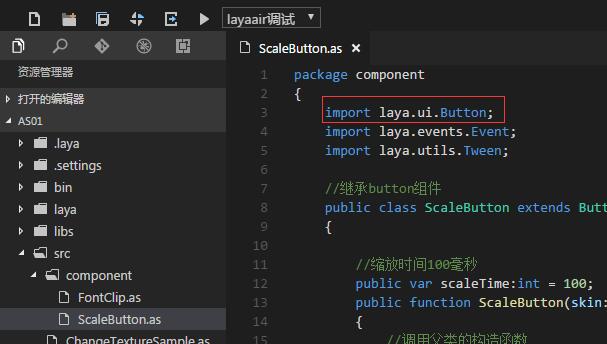 layaair调试
资源管理器
打开的编辑器
AS01
.laya
.settings
bin
laya
libs
src
component
FontClip.as
ScaleButton.as
ChangeTextureSample.as
ScaleButton.as ×
1 package component
2 {
3 import laya.ui.Button;
4 import laya.events.Event;
5 import laya.utils.Tween;
6
7 //继承button组件
8 public class ScaleButton extends Butt
9 {
10
11 //缩放时间100毫秒
12 public var scaleTime:int = 100;
13 public function ScaleButton(skin:
14 {
15 //调用父类的构造函数